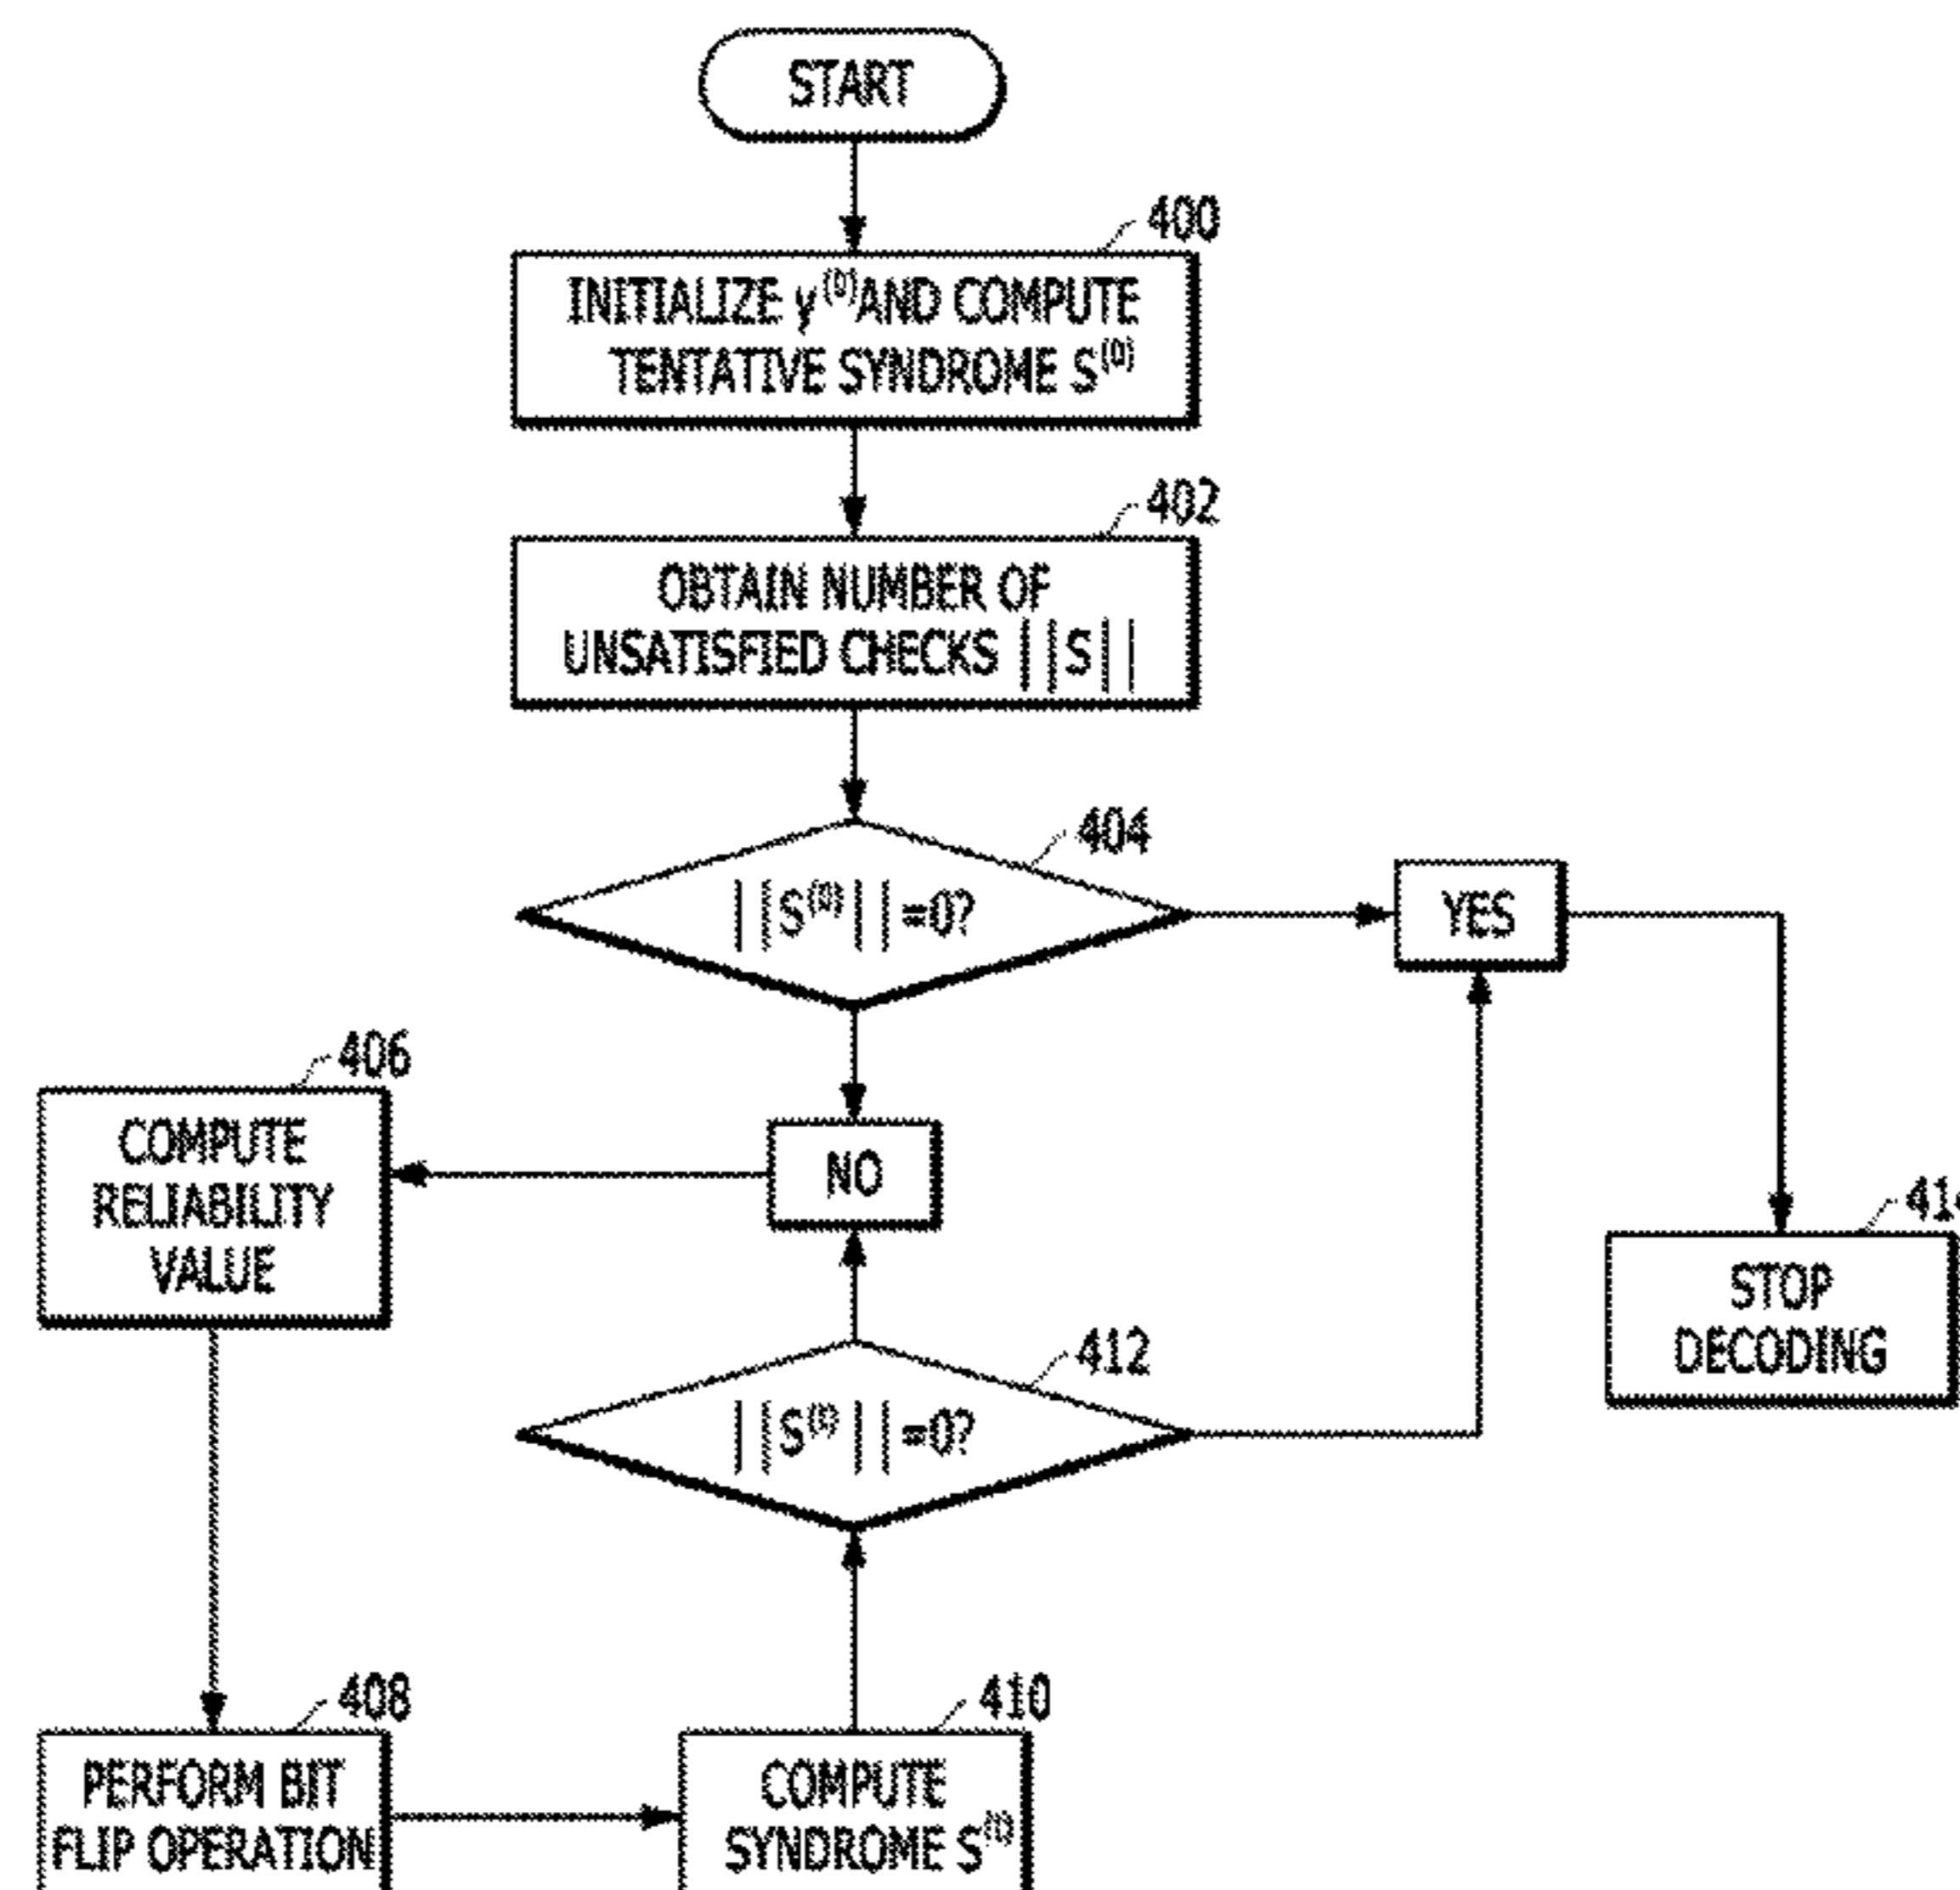 START
400
INITIALIZE y⁽⁰⁾ AND COMPUTE
TENTATIVE SYNDROME S⁽⁰⁾
402
OBTAIN NUMBER OF
UNSATISFIED CHECKS ||S||
404
||S⁽⁰⁾||=0?
YES
406
COMPUTE
RELIABILITY
VALUE
NO
STOP
DECODING
412
||S
||=0?
408
PERFORM BIT
FLIP OPERATION
410
COMPUTE
SYNDROME S